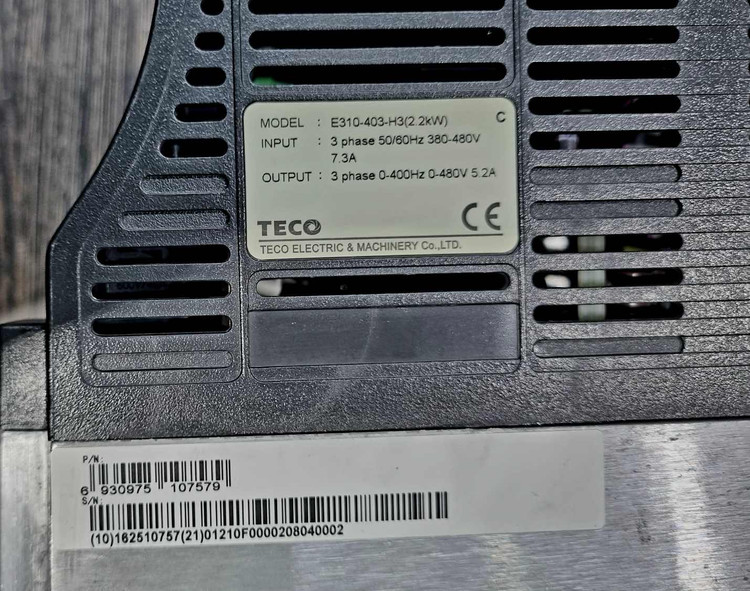 MODEL : E310-403-H3(2.2kW) C
INPUT : 3 phase 50/60Hz 380-480V
7.3A
OUTPUT : 3 phase 0-400Hz 0-480V 5.2A
TECO CE
TECO ELECTRIC & MACHINERY Co.,LTD.
P/N:
6 930975 107579
S/N:
(10)162510757(21)01210F0000208040002